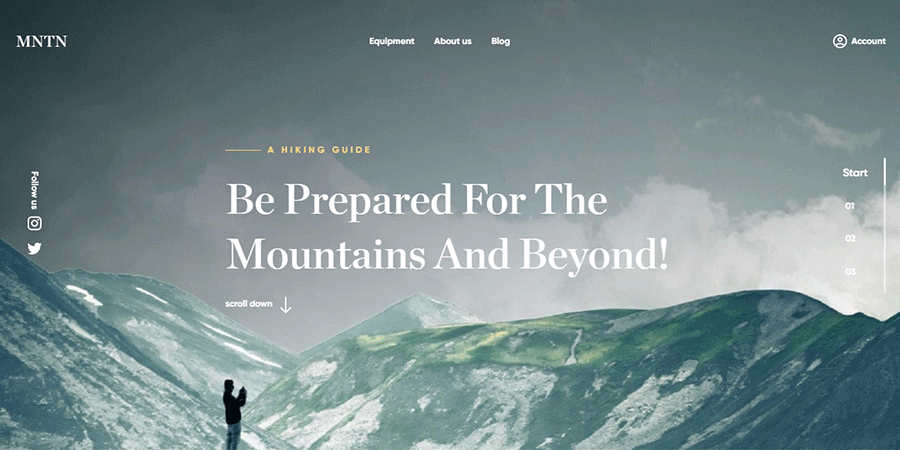 MNTN
Equipment
About us
Blog
Account
A HIKING GUIDE
Be Prepared For The
Mountains And Beyond!
scroll down
Follow us
Start
01
02
03